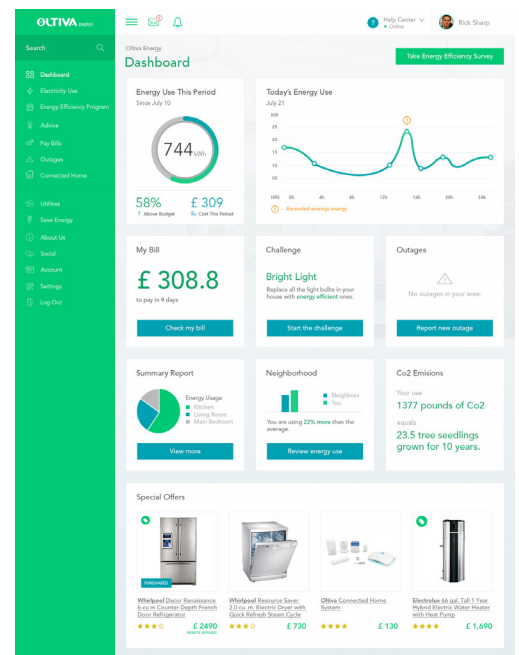 OLTIVA ENERGY
Search
Dashboard
Electricity Use
Energy Efficiency Program
Advice
Pay Bills
Outages
Connected Home
Utilities
Save Energy
About Us
Social
Account
Settings
Log Out
? Help Center
Online
Rick Sharp
Oltiva Energy
Dashboard
Take Energy Efficiency Survey
Energy Use This Period
Since July 10
744 kWh
58%
Above Budget
£ 309
Cost This Period
Today's Energy Use
July 21
KW
25
20
15
10
05
HRS 0h 4h 8h 12h 16h 20h 24h
Exceeded average energy
My Bill
£ 308.8
to pay in 9 days
Check my bill
Challenge
Bright Light
Replace all the light bulbs in your
house with energy efficient ones.
Start the challenge
Outages
No outages in your area.
Report new outage
Summary Report
Energy Usage
Kitchen
Living Room
Main Bedroom
View more
Neighborhood
Neighbors
You
You are using 22% more than the
average.
Review energy use
Co2 Emisions
Your use
1377 pounds of Co2
equals
23.5 tree seedlings
grown for 10 years.
Special Offers
PURCHASED
Whirlpool Dacor Renaissance
6.cu m Counter Depth French
Door Refrigerator
£ 2490
REBATE APPLIED
Whirlpool Resource Saver
2.0 cu. m. Electric Dryer with
Quick Refresh Steam Cycle
£ 730
Oltiva Connected Home
System
£ 130
Electrolux 66 gal. Tall 1 Year
Hybrid Electric Water Heater
with Heat Pump
£ 1,690